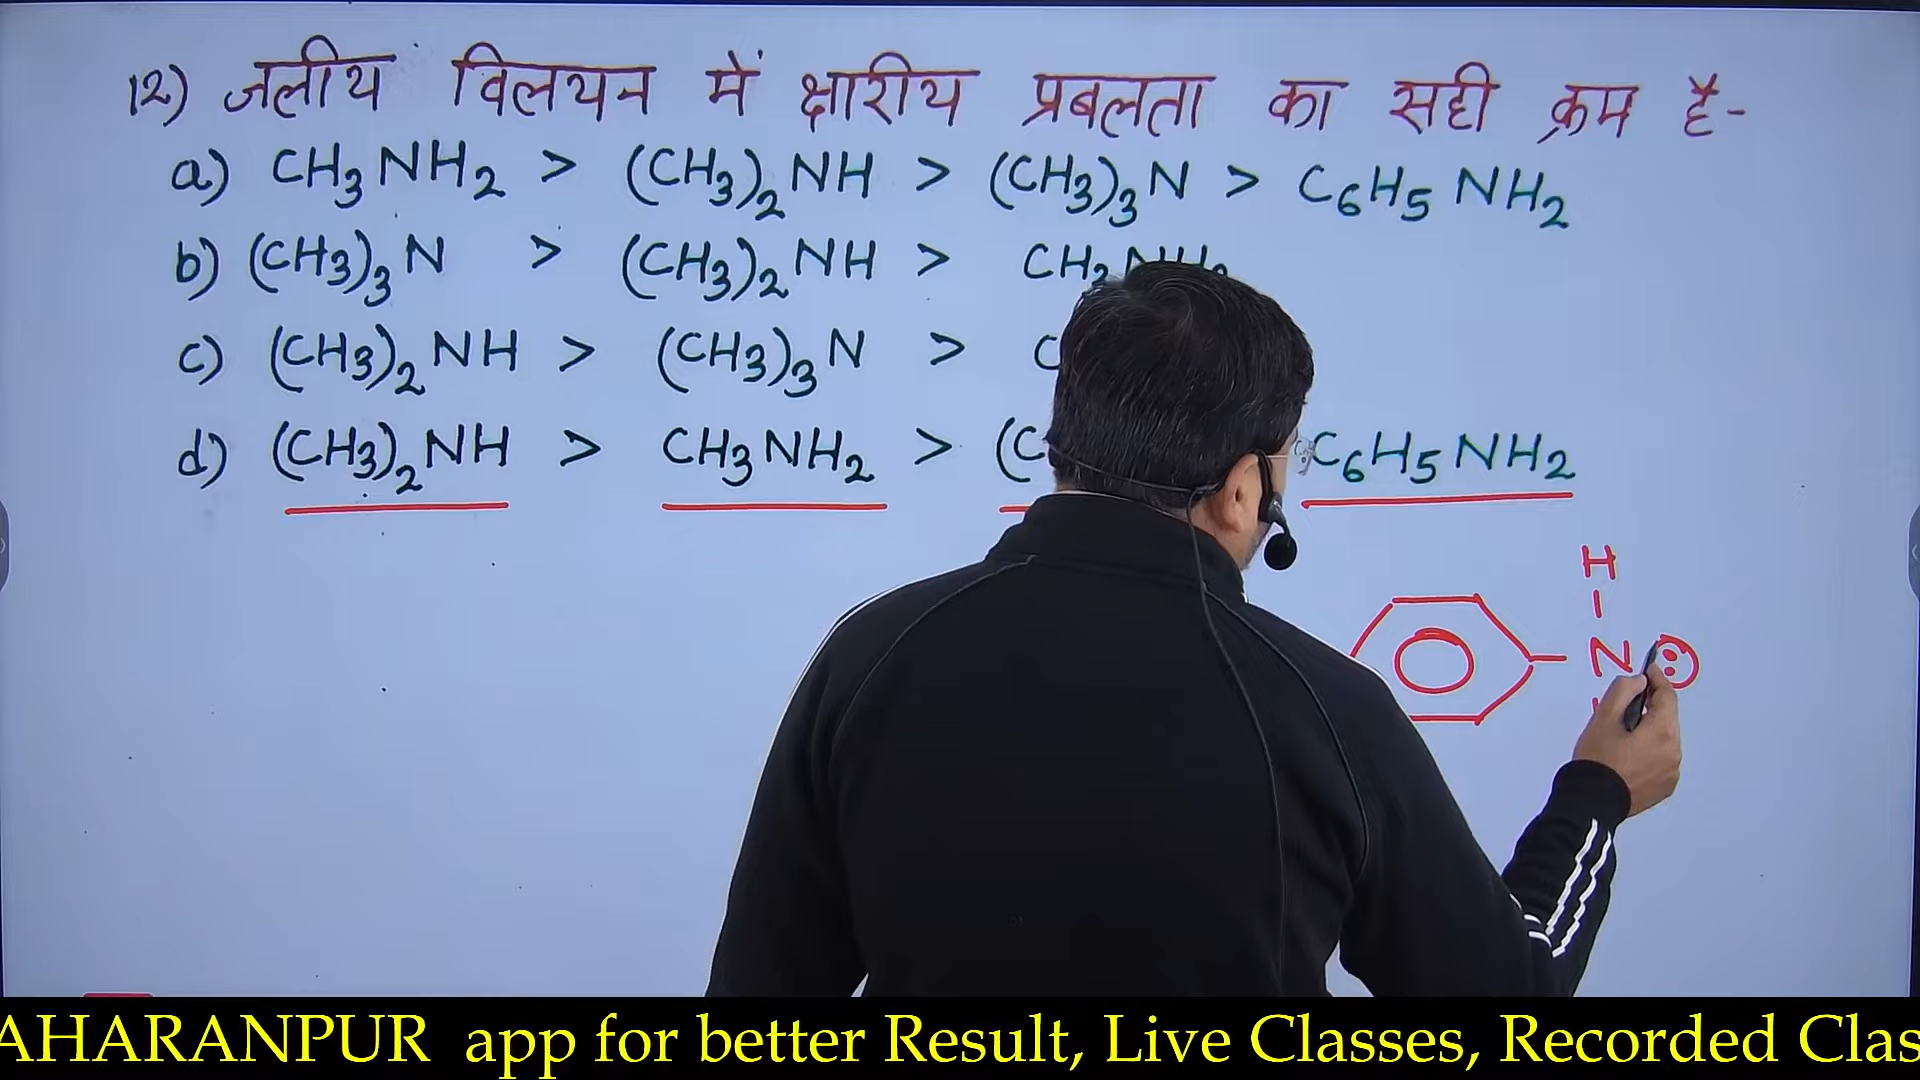 12) जलीय विलयन में क्षारीय प्रबलता का सही क्रम है-
a) CH₃NH₂ > (CH₃)₂NH > (CH₃)₃N > C₆H₅NH₂
b) (CH₃)₃N > (CH₃)₂NH >
c) (CH₃)₂NH > (CH₃)₃N >
d) (CH₃)₂NH > CH₃NH₂ > C₆H₅NH₂
H
N
AHARANPUR app for better Result, Live Classes, Recorded Clas